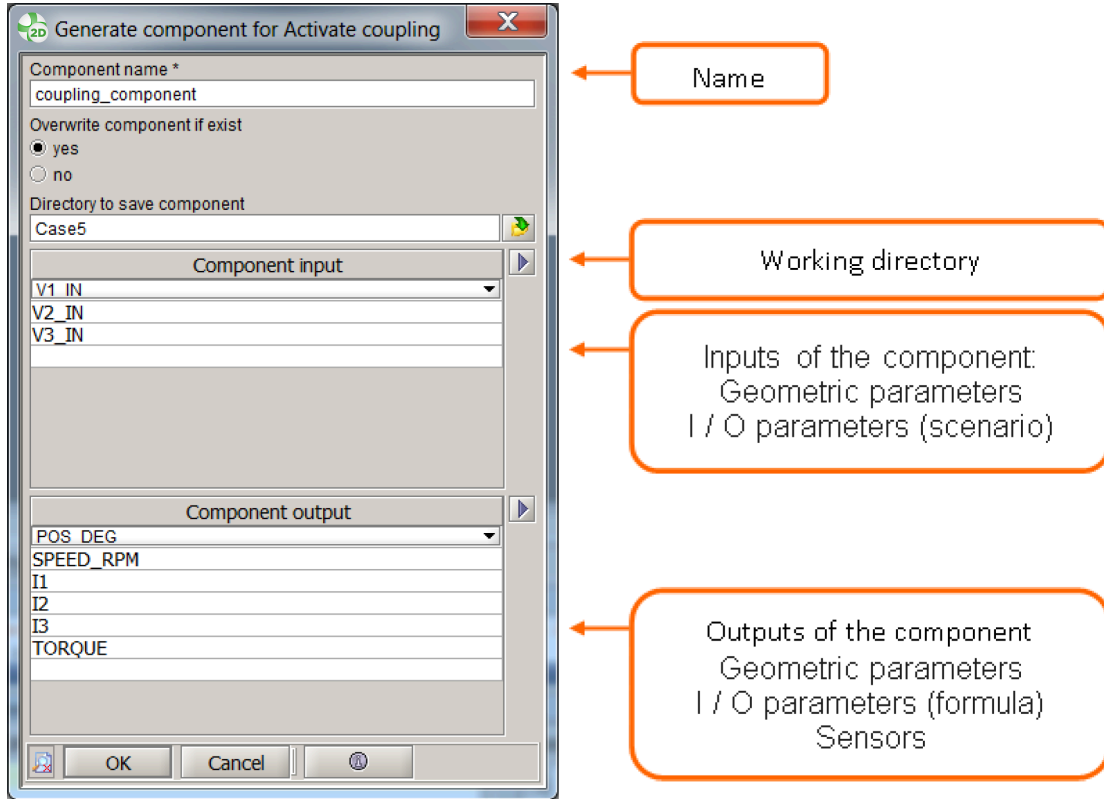 2D
Generate component for Activate coupling
X
Component name *
coupling_component
Overwrite component if exist
yes
no
Directory to save component
Case5
Component input
V1_IN
V2_IN
V3_IN
Component output
POS_DEG
SPEED_RPM
I1
I2
I3
TORQUE
OK
Cancel
Name
Working directory
Inputs of the component:
Geometric parameters
I / O parameters (scenario)
Outputs of the component
Geometric parameters
I / O parameters (formula)
Sensors